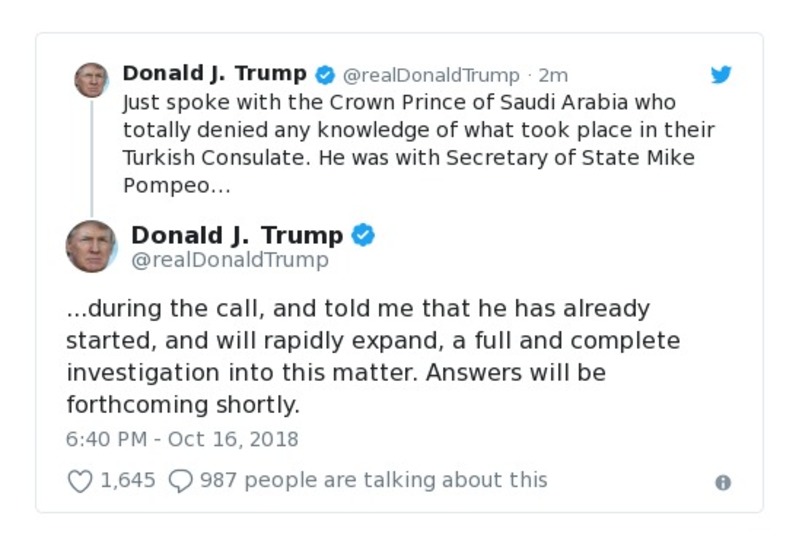 Donald J. Trump @realDonaldTrump · 2m
Just spoke with the Crown Prince of Saudi Arabia who
totally denied any knowledge of what took place in their
Turkish Consulate. He was with Secretary of State Mike
Pompeo…
Donald J. Trump
@realDonaldTrump
...during the call, and told me that he has already
started, and will rapidly expand, a full and complete
investigation into this matter. Answers will be
forthcoming shortly.
6:40 PM - Oct 16, 2018
1,645 987 people are talking about this